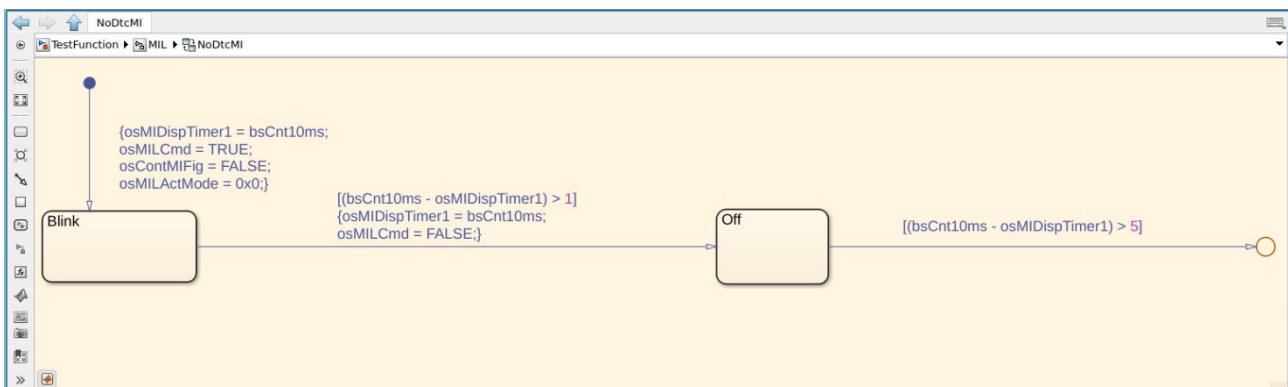 NoDtcMI
TestFunction MIL NoDtcMI
{osMIDispTimer1 = bsCnt10ms;
osMILCmd = TRUE;
osContMIFig = FALSE;
osMILActMode = 0x0;}
Blink
[(bsCnt10ms - osMIDispTimer1) > 1]
{osMIDispTimer1 = bsCnt10ms;
osMILCmd = FALSE;}
Off
[(bsCnt10ms - osMIDispTimer1) > 5]